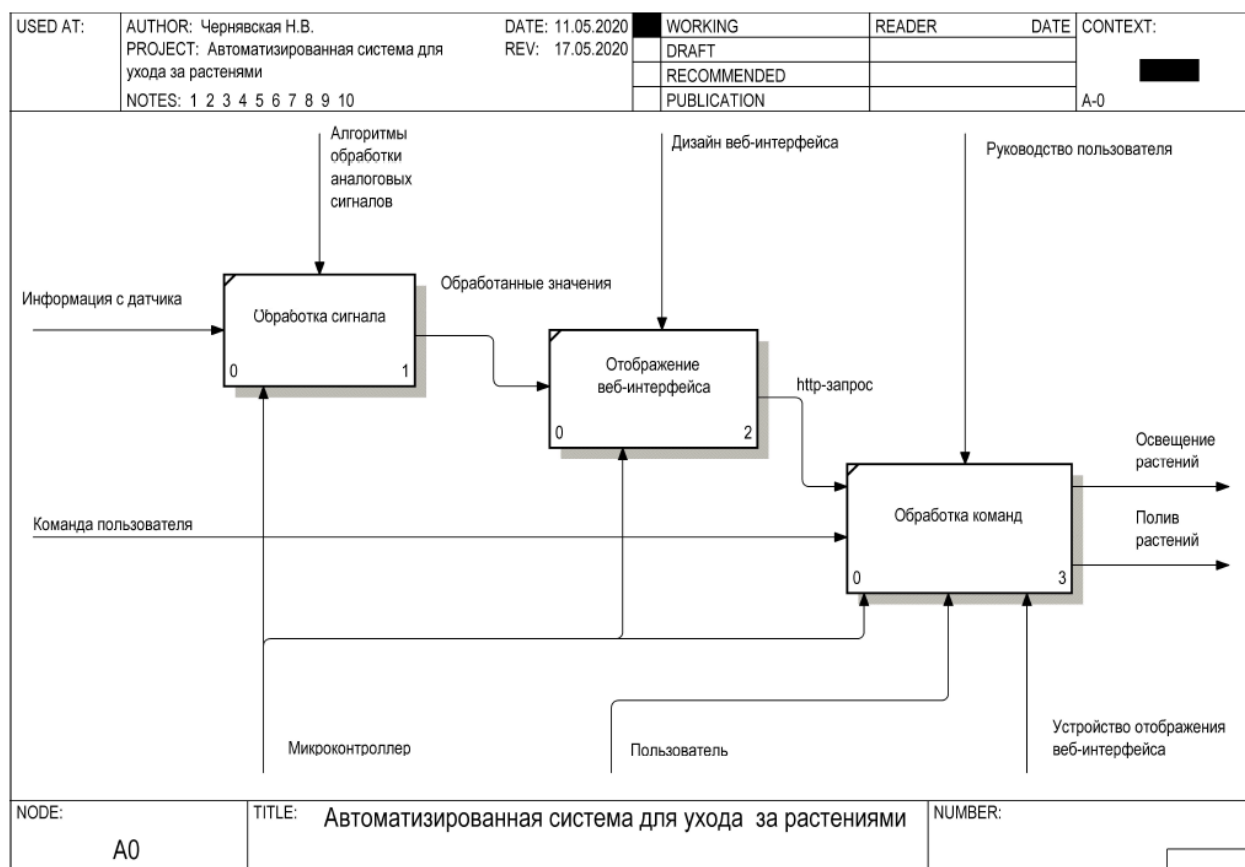 USED AT:
AUTHOR: Чернявская Н.В.
DATE: 11.05.2020
PROJECT: Автоматизированная система для
REV: 17.05.2020
ухода за растенями
NOTES: 1 2 3 4 5 6 7 8 9 10
WORKING
DRAFT
RECOMMENDED
PUBLICATION
READER DATE
CONTEXT:
A-0
Алгоритмы
обработки
аналоговых
сигналов
Дизайн веб-интерфейса
Руководство пользователя
Информация с датчика
Обработка сигнала
0 1
Обработанные значения
Отображение
веб-интерфейса
0 2
http-запрос
Команда пользователя
Обработка команд
0 3
Освещение
растений
Полив
растений
Микроконтроллер
Пользователь
Устройство отображения
веб-интерфейса
NODE:
A0
TITLE: Автоматизированная система для ухода за растениями
NUMBER: